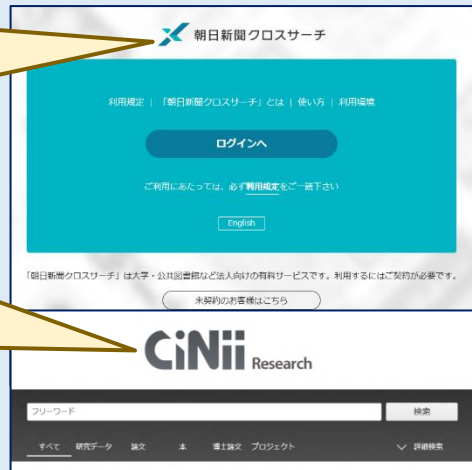 朝日新聞クロスサーチ
利用規定 | 「朝日新聞クロスサーチ」とは | 使い方 | 利用環境
ログインへ
ご利用にあたっては、必ず利用規定をご一読下さい
English
「朝日新聞クロスサーチ」は大学・公共図書館など法人向けの有料サービスです。利用するにはご契約が必要です。
未契約のお客様はこちら
CiNii Research
フリーワード 検索
すべて 研究データ 論文 本 博士論文 プロジェクト 詳細検索